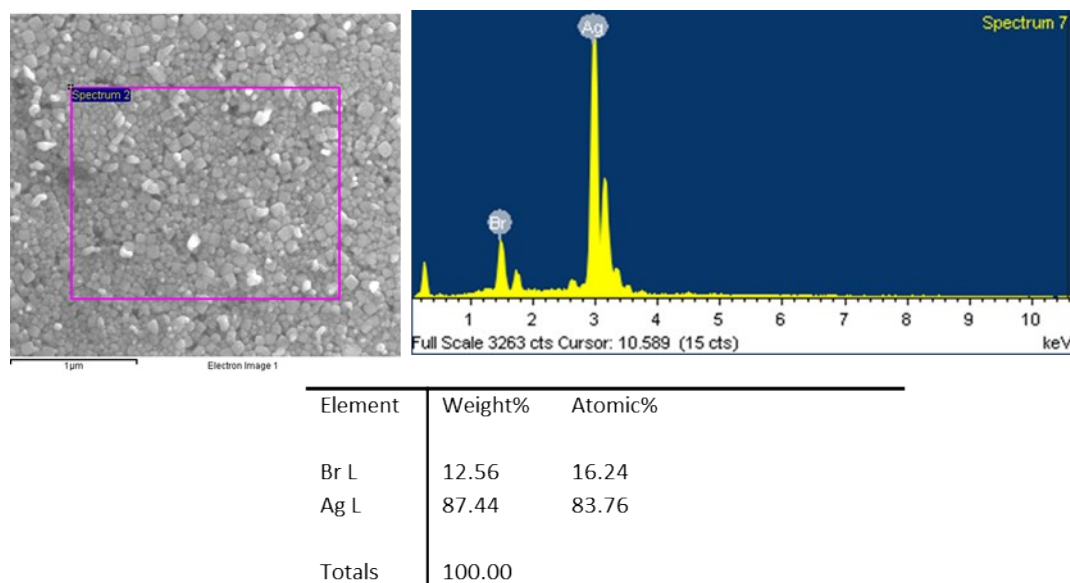 Spectrum 2
1µm
Electron Image 1
Spectrum 7
Ag
Br
1 2 3 4 5 6 7 8 9 10
Full Scale 3263 cts Cursor: 10.589 (15 cts) keV
Element Weight% Atomic%
Br L 12.56 16.24
Ag L 87.44 83.76
Totals 100.00